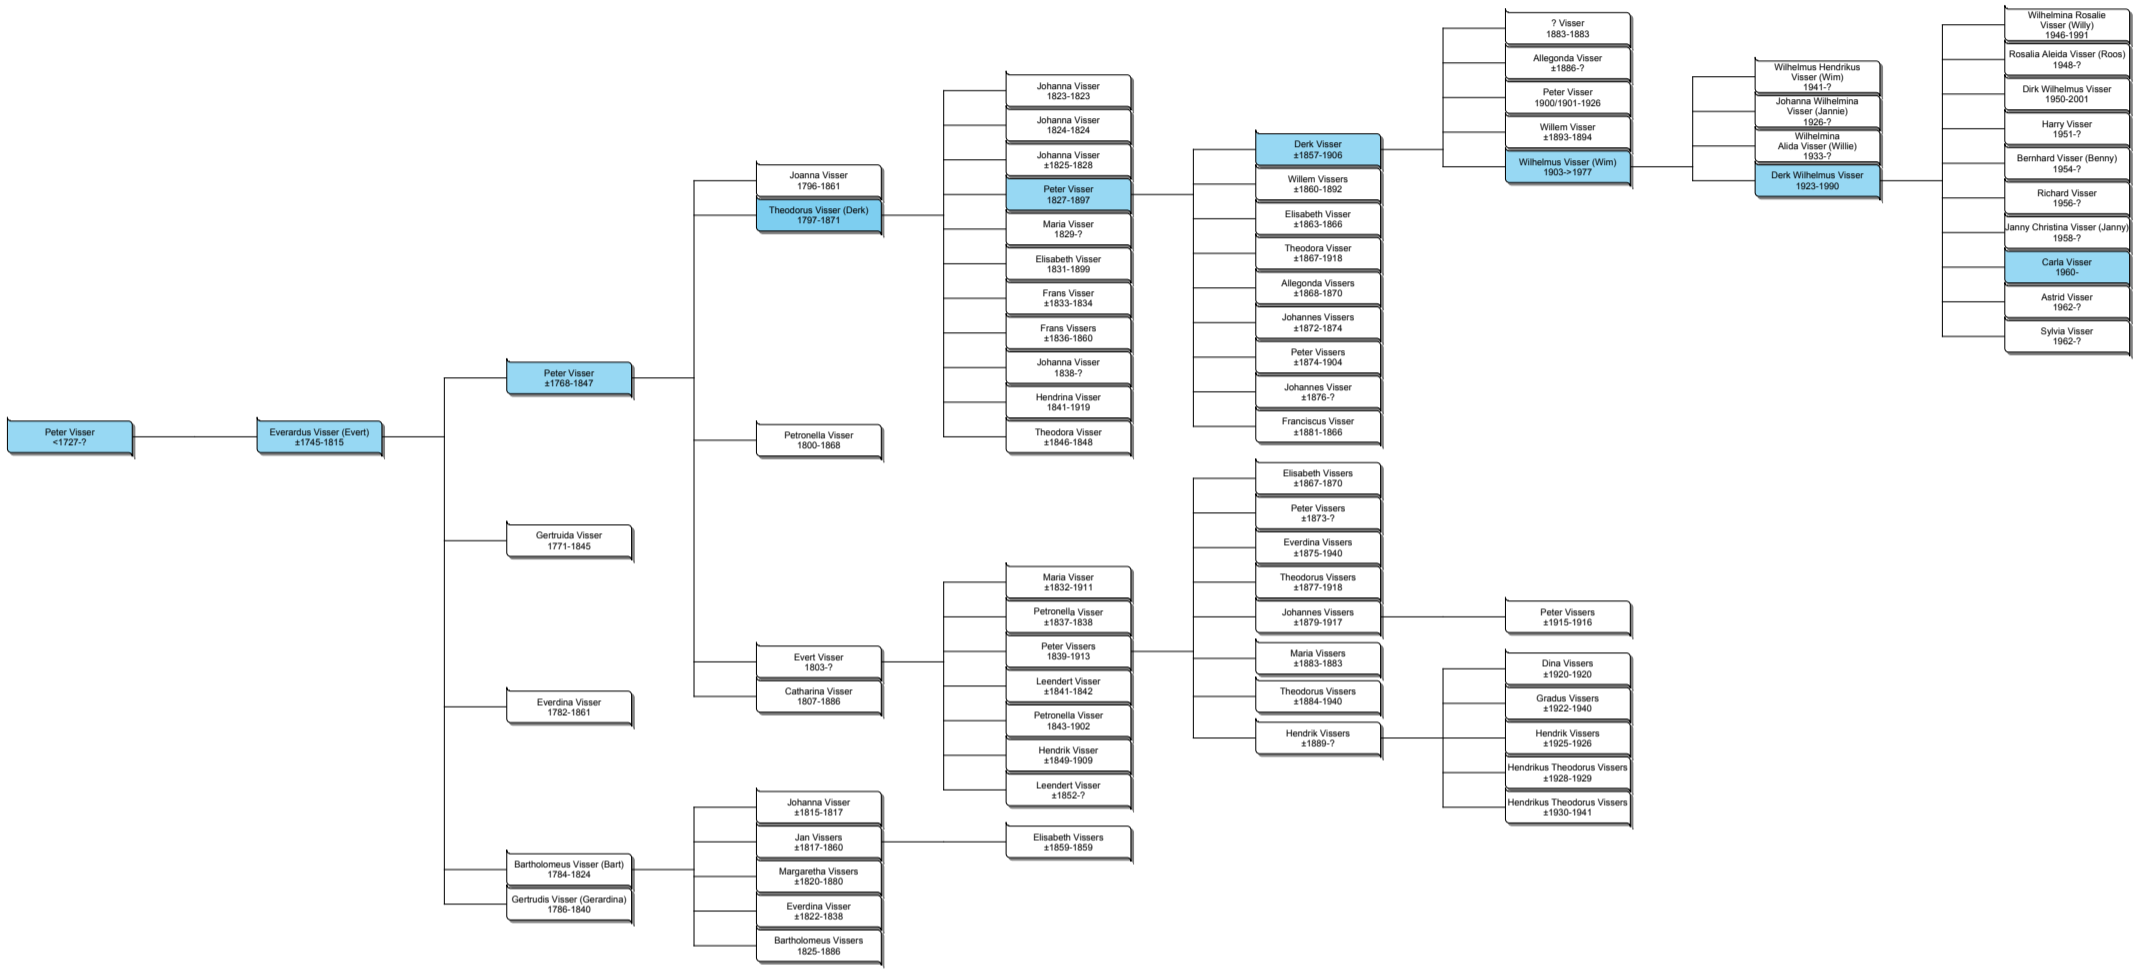 Peter Visser
<1727-?
Everardus Visser (Evert)
±1745-1815
Peter Visser
±1768-1847
Gertruida Visser
1771-1845
Everdina Visser
1782-1861
Bartholomeus Visser (Bart)
1784-1824
Gertrudis Visser (Gerardina)
1786-1840
Joanna Visser
1796-1861
Theodorus Visser (Derk)
1797-1871
Petronella Visser
1800-1868
Evert Visser
1803-?
Catharina Visser
1807-1886
Johanna Visser
±1815-1817
Jan Vissers
±1817-1860
Margaretha Vissers
±1820-1880
Everdina Visser
±1822-1838
Bartholomeus Vissers
1825-1886
Johanna Visser
1823-1823
Johanna Visser
1824-1824
Johanna Visser
±1825-1828
Peter Visser
1827-1897
Maria Visser
1829-?
Elisabeth Visser
1831-1899
Frans Visser
±1833-1834
Frans Vissers
±1836-1860
Johanna Visser
1838-?
Hendrina Visser
1841-1919
Theodora Visser
±1846-1848
Maria Visser
±1832-1911
Petronella Visser
±1837-1838
Peter Vissers
1839-1913
Leendert Visser
±1841-1842
Petronella Visser
1843-1902
Hendrik Visser
±1849-1909
Leendert Visser
±1852-?
Elisabeth Vissers
±1859-1859
Derk Visser
±1857-1906
Willem Vissers
±1860-1892
Elisabeth Visser
±1863-1866
Theodora Visser
±1867-1918
Allegonda Vissers
±1868-1870
Johannes Vissers
±1872-1874
Peter Vissers
±1874-1904
Johannes Visser
±1876-?
Franciscus Visser
±1881-1866
Elisabeth Vissers
±1867-1870
Peter Vissers
±1873-?
Everdina Vissers
±1875-1940
Theodorus Vissers
±1877-1918
Johannes Vissers
±1879-1917
Maria Vissers
±1883-1883
Theodorus Vissers
±1884-1940
Hendrik Vissers
±1889-?
? Visser
1883-1883
Allegonda Visser
±1886-?
Peter Visser
1900/1901-1926
Willem Visser
±1893-1894
Wilhelmus Visser (Wim)
1903->1977
Peter Vissers
±1915-1916
Dina Vissers
±1920-1920
Gradus Vissers
±1922-1940
Hendrik Vissers
±1925-1926
Hendrikus Theodorus Vissers
±1928-1929
Hendrikus Theodorus Vissers
±1930-1941
Wilhelmus Hendrikus
Visser (Wim)
1941-?
Johanna Wilhelmina
Visser (Jannie)
1926-?
Wilhelmina
Alida Visser (Willie)
1933-?
Derk Wilhelmus Visser
1923-1990
Wilhelmina Rosalie
Visser (Willy)
1946-1991
Rosalia Aleida Visser (Roos)
1948-?
Dirk Wilhelmus Visser
1950-2001
Harry Visser
1951-?
Bernhard Visser (Benny)
1954-?
Richard Visser
1956-?
Janny Christina Visser (Janny)
1958-?
Carla Visser
1960-
Astrid Visser
1962-?
Sylvia Visser
1962-?